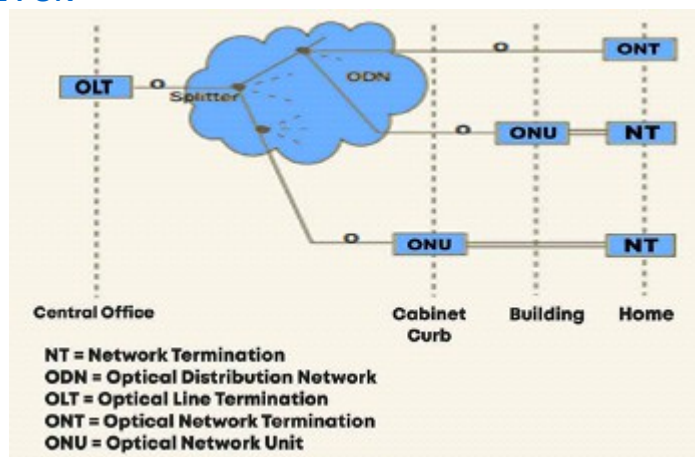 ONT
ODN
OLT
Splitter
ONU
NT
ONU
NT
Central Office
Cabinet
Curb
Building
Home
NT = Network Termination
ODN = Optical Distribution Network
OLT = Optical Line Termination
ONT = Optical Network Termination
ONU = Optical Network Unit